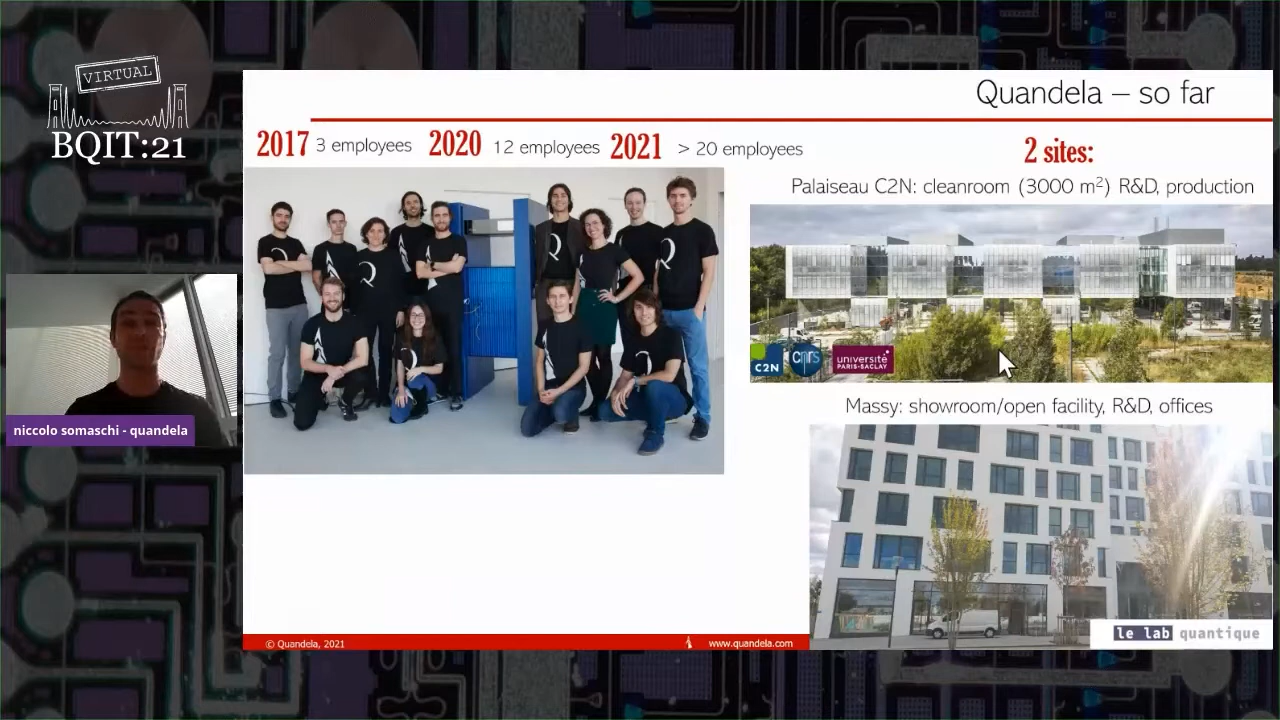 VIRTUAL
BQIT:21
niccolo somaschi - quandela
Quandela – so far
2017 3 employees 2020 12 employees 2021 > 20 employees
2 sites:
Palaiseau C2N: cleanroom (3000 m²) R&D, production
Q
Q
Q
Q
Q
C2N
cnrs
université
PARIS-SACLAY
Massy: showroom/open facility, R&D, offices
le lab quantique
© Quandela, 2021
www.quandela.com